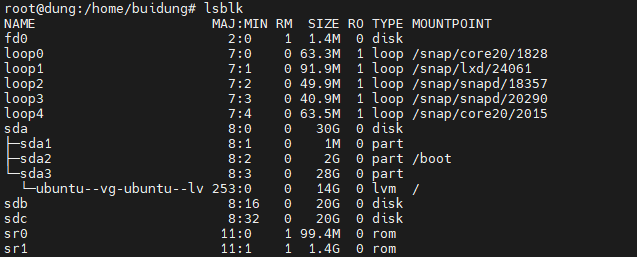 root@dung:/home/buidung# lsblk
NAME                      MAJ:MIN RM  SIZE RO TYPE MOUNTPOINT
fd0                         2:0    1  1.4M  0 disk
loop0                       7:0    0 63.3M  1 loop /snap/core20/1828
loop1                       7:1    0 91.9M  1 loop /snap/lxd/24061
loop2                       7:2    0 49.9M  1 loop /snap/snapd/18357
loop3                       7:3    0 40.9M  1 loop /snap/snapd/20290
loop4                       7:4    0 63.5M  1 loop /snap/core20/2015
sda                         8:0    0   30G  0 disk
├─sda1                      8:1    0    1M  0 part
├─sda2                      8:2    0    2G  0 part /boot
└─sda3                      8:3    0   28G  0 part
  └─ubuntu--vg-ubuntu--lv 253:0    0   14G  0 lvm  /
sdb                         8:16   0   20G  0 disk
sdc                         8:32   0   20G  0 disk
sr0                        11:0    1 99.4M  0 rom
sr1                        11:1    1  1.4G  0 rom